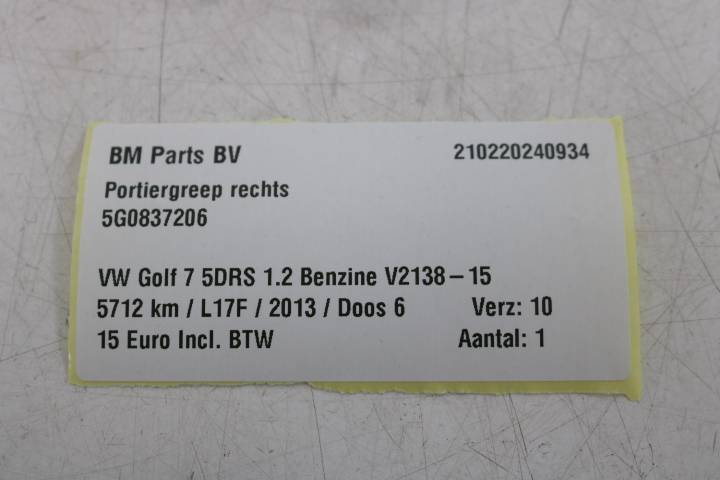 BM Parts BV 210220240934
Portiergreep rechts
5G0837206
VW Golf 7 5DRS 1.2 Benzine V2138-15
5712 km / L17F / 2013 / Doos 6 Verz: 10
15 Euro Incl. BTW Aantal: 1